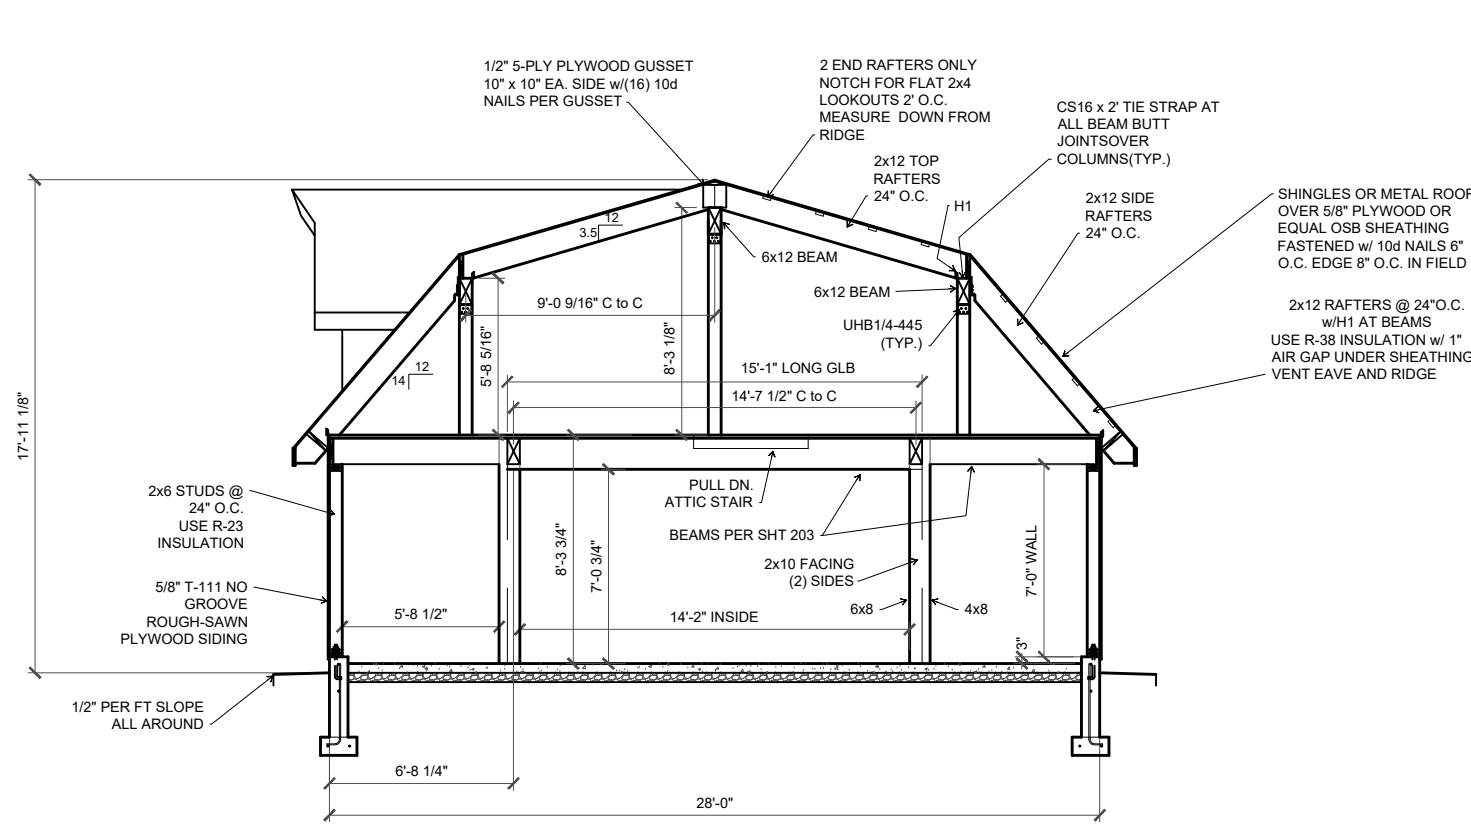 1/2" 5-PLY PLYWOOD GUSSET
10" x 10" EA. SIDE w/(16) 10d
NAILS PER GUSSET
2 END RAFTERS ONLY
NOTCH FOR FLAT 2x4
LOOKOUTS 2' O.C.
MEASURE DOWN FROM
RIDGE
CS16 x 2' TIE STRAP AT
ALL BEAM BUTT
JOINTSOVER
COLUMNS(TYP.)
2x12 TOP
RAFTERS
24" O.C.
H1
2x12 SIDE
RAFTERS
24" O.C.
SHINGLES OR METAL ROOF
OVER 5/8" PLYWOOD OR
EQUAL OSB SHEATHING
FASTENED w/ 10d NAILS 6"
O.C. EDGE 8" O.C. IN FIELD
12
3.5
6x12 BEAM
6x12 BEAM
9'-0 9/16" C to C
UHB1/4-445
(TYP.)
2x12 RAFTERS @ 24"O.C.
w/H1 AT BEAMS
USE R-38 INSULATION w/ 1"
AIR GAP UNDER SHEATHING
VENT EAVE AND RIDGE
5'-8 5/16"
8'-3 1/8"
12
14
15'-1" LONG GLB
14'-7 1/2" C to C
17'-11 1/8"
PULL DN.
ATTIC STAIR
2x6 STUDS @
24" O.C.
USE R-23
INSULATION
BEAMS PER SHT 203
8'-3 3/4"
7'-0 3/4"
2x10 FACING
(2) SIDES
7'-0" WALL
5/8" T-111 NO
GROOVE
ROUGH-SAWN
PLYWOOD SIDING
5'-8 1/2"
14'-2" INSIDE
6x8
4x8
3"
1/2" PER FT SLOPE
ALL AROUND
6'-8 1/4"
28'-0"